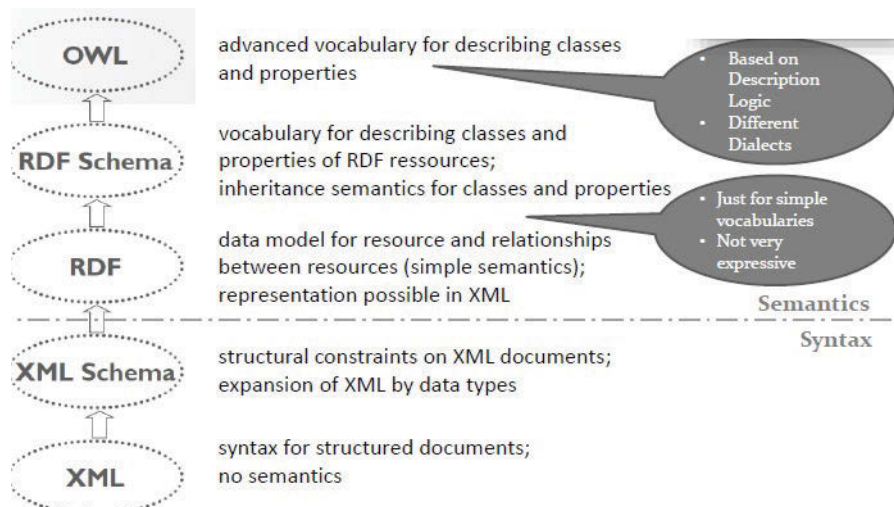 OWL
advanced vocabulary for describing classes
and properties
• Based on
Description
Logic
• Different
Dialects
RDF Schema
vocabulary for describing classes and
properties of RDF ressources;
inheritance semantics for classes and properties
• Just for simple
vocabularies
• Not very
expressive
RDF
data model for resource and relationships
between resources (simple semantics);
representation possible in XML
Semantics
Syntax
XML Schema
structural constraints on XML documents;
expansion of XML by data types
XML
syntax for structured documents;
no semantics